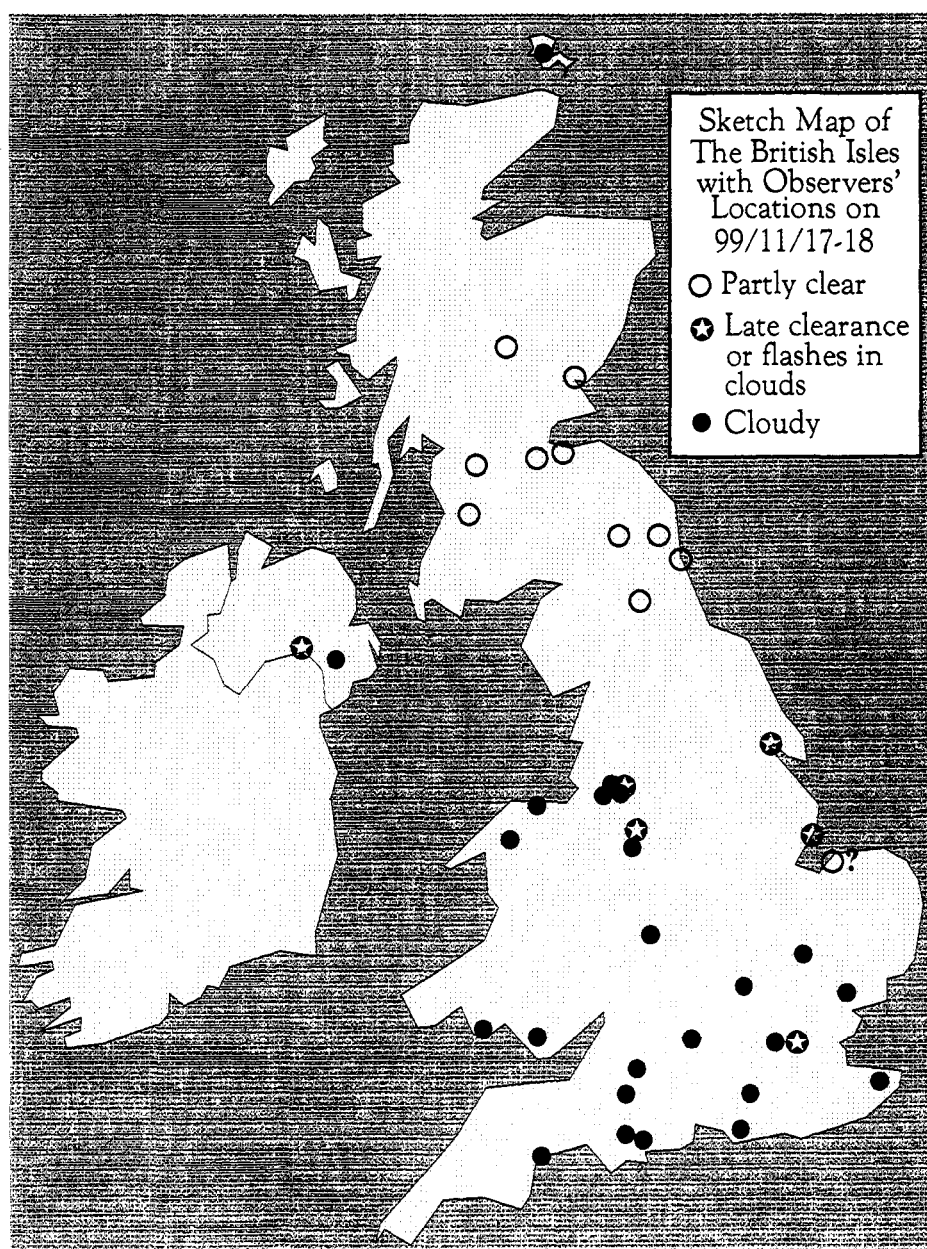 Sketch Map of
The British Isles
with Observers’
Locations on
99/11/17-18
Partly clear
Late clearance
or flashes in
clouds
Cloudy
?